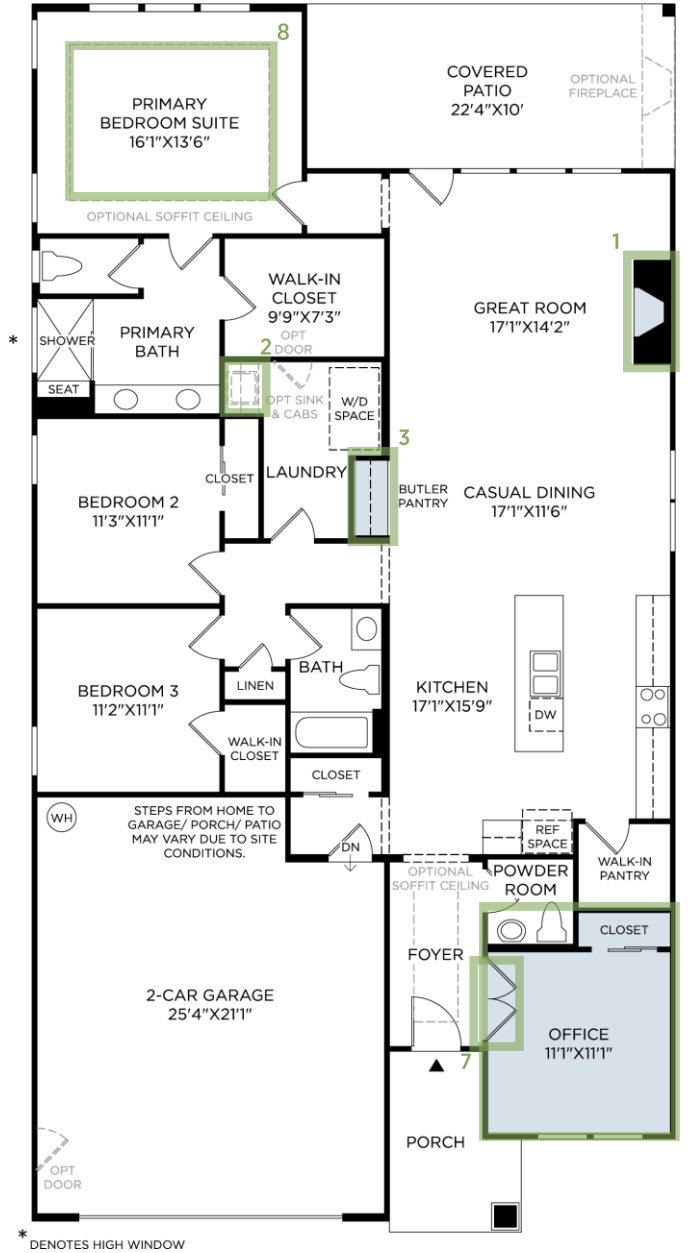 8
PRIMARY
BEDROOM SUITE
16'1"X13'6"
OPTIONAL SOFFIT CEILING
COVERED
PATIO
22'4"X10'
OPTIONAL
FIREPLACE
1
GREAT ROOM
17'1"X14'2"
WALK-IN
CLOSET
9'9"X7'3"
OPT
DOOR
*
SHOWER
SEAT
PRIMARY
BATH
2
OPT SINK
& CABS
W/D
SPACE
3
LAUNDRY
CLOSET
BUTLER
PANTRY
CASUAL DINING
17'1"X11'6"
BEDROOM 2
11'3"X11'1"
BEDROOM 3
11'2"X11'1"
BATH
LINEN
WALK-IN
CLOSET
KITCHEN
17'1"X15'9"
DW
CLOSET
WH
STEPS FROM HOME TO
GARAGE/ PORCH/ PATIO
MAY VARY DUE TO SITE
CONDITIONS.
DN
REF
SPACE
WALK-IN
PANTRY
OPTIONAL
SOFFIT CEILING
POWDER
ROOM
CLOSET
FOYER
2-CAR GARAGE
25'4"X21'1"
OFFICE
11'1"X11'1"
7
PORCH
OPT
DOOR
* DENOTES HIGH WINDOW